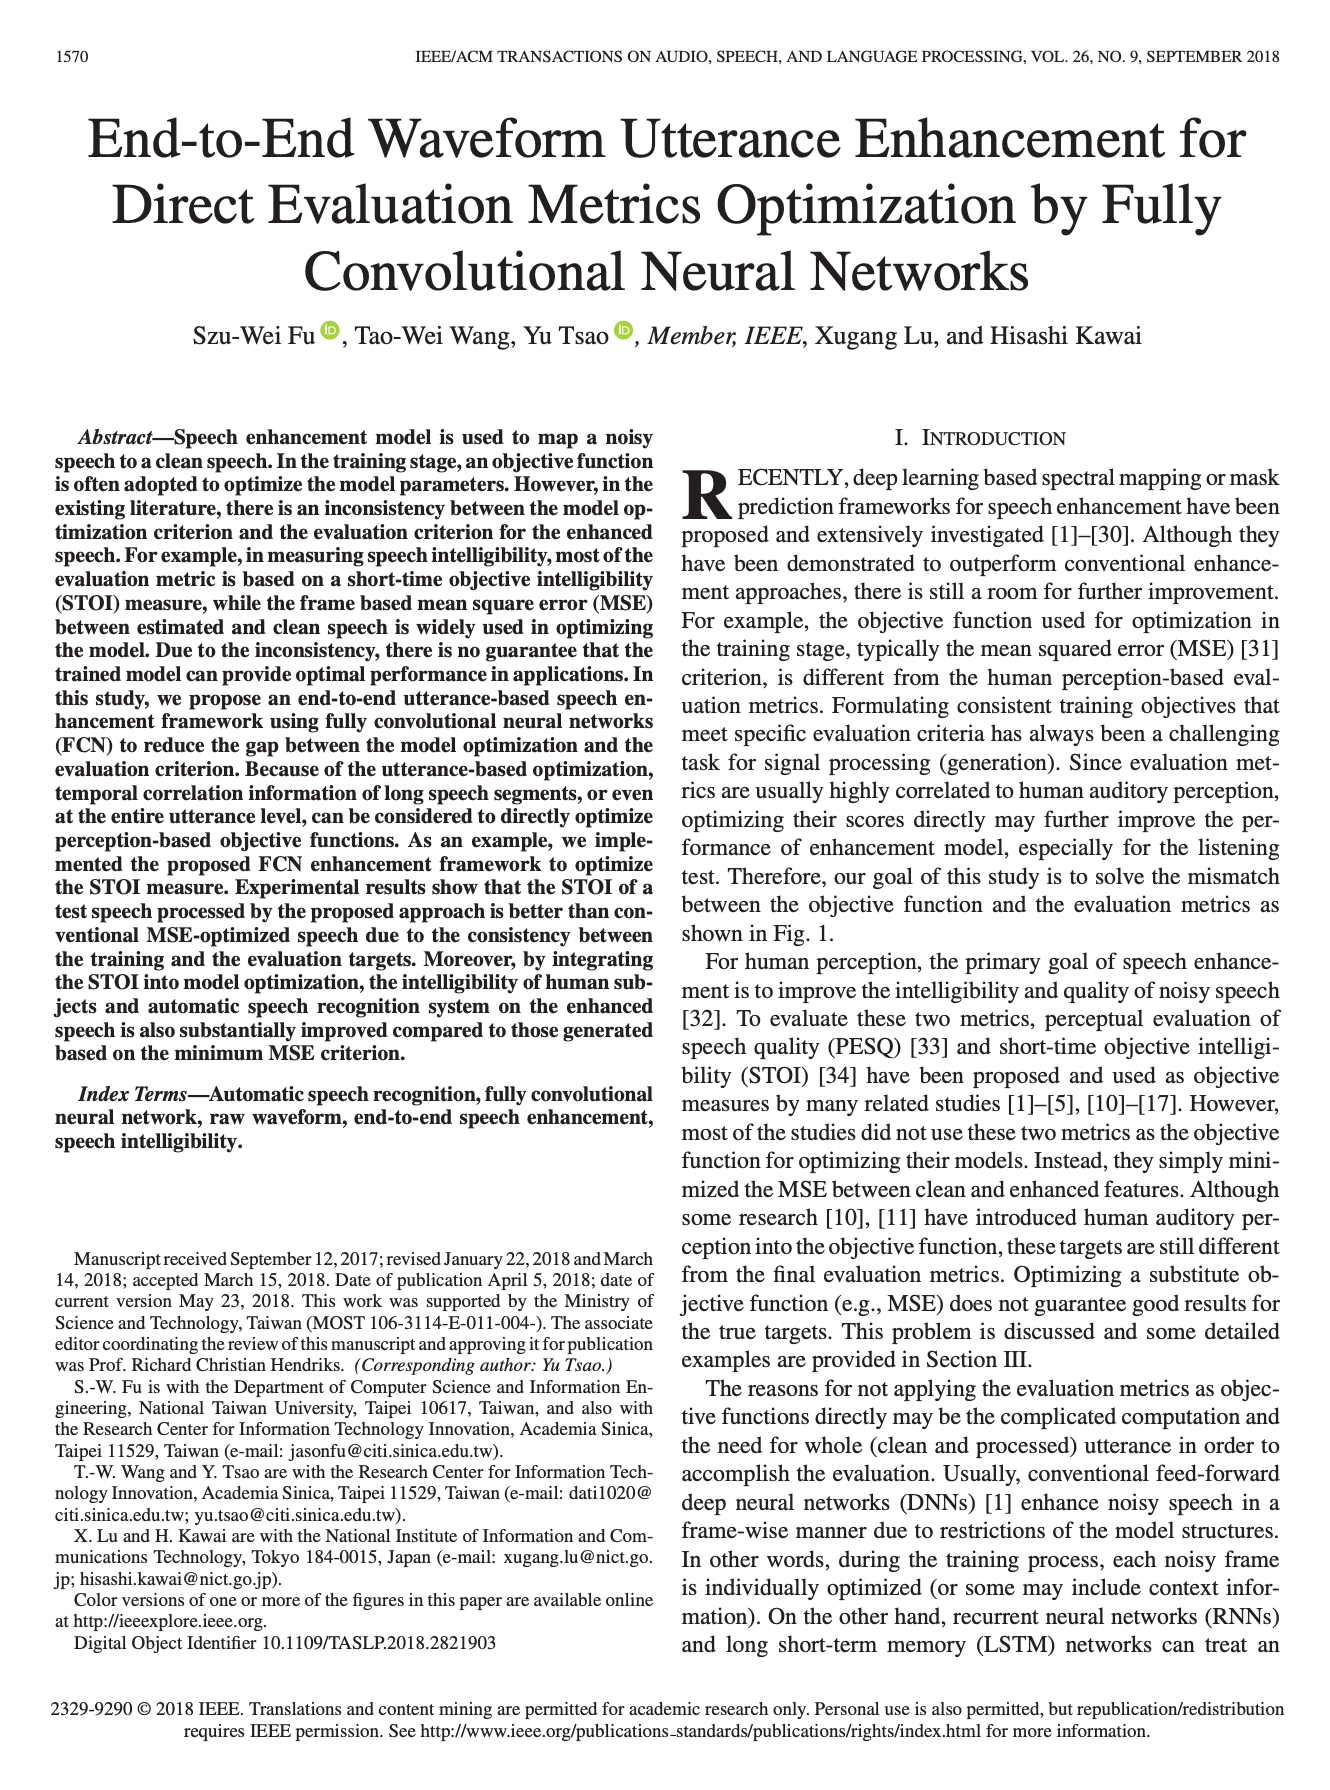 1570
IEEE/ACM TRANSACTIONS ON AUDIO, SPEECH, AND LANGUAGE PROCESSING, VOL. 26, NO. 9, SEPTEMBER 2018
End-to-End Waveform Utterance Enhancement for
Direct Evaluation Metrics Optimization by Fully
Convolutional Neural Networks
Szu-Wei Fu iD, Tao-Wei Wang, Yu Tsao iD, Member, IEEE, Xugang Lu, and Hisashi Kawai
Abstract—Speech enhancement model is used to map a noisy
speech to a clean speech. In the training stage, an objective function
is often adopted to optimize the model parameters. However, in the
existing literature, there is an inconsistency between the model op-
timization criterion and the evaluation criterion for the enhanced
speech. For example, in measuring speech intelligibility, most of the
evaluation metric is based on a short-time objective intelligibility
(STOI) measure, while the frame based mean square error (MSE)
between estimated and clean speech is widely used in optimizing
the model. Due to the inconsistency, there is no guarantee that the
trained model can provide optimal performance in applications. In
this study, we propose an end-to-end utterance-based speech en-
hancement framework using fully convolutional neural networks
(FCN) to reduce the gap between the model optimization and the
evaluation criterion. Because of the utterance-based optimization,
temporal correlation information of long speech segments, or even
at the entire utterance level, can be considered to directly optimize
perception-based objective functions. As an example, we imple-
mented the proposed FCN enhancement framework to optimize
the STOI measure. Experimental results show that the STOI of a
test speech processed by the proposed approach is better than con-
ventional MSE-optimized speech due to the consistency between
the training and the evaluation targets. Moreover, by integrating
the STOI into model optimization, the intelligibility of human sub-
jects and automatic speech recognition system on the enhanced
speech is also substantially improved compared to those generated
based on the minimum MSE criterion.
Index Terms—Automatic speech recognition, fully convolutional
neural network, raw waveform, end-to-end speech enhancement,
speech intelligibility.
Manuscript received September 12, 2017; revised January 22, 2018 and March
14, 2018; accepted March 15, 2018. Date of publication April 5, 2018; date of
current version May 23, 2018. This work was supported by the Ministry of
Science and Technology, Taiwan (MOST 106-3114-E-011-004-). The associate
editor coordinating the review of this manuscript and approving it for publication
was Prof. Richard Christian Hendriks. (Corresponding author: Yu Tsao.)
S.-W. Fu is with the Department of Computer Science and Information En-
gineering, National Taiwan University, Taipei 10617, Taiwan, and also with
the Research Center for Information Technology Innovation, Academia Sinica,
Taipei 11529, Taiwan (e-mail: jasonfu@citi.sinica.edu.tw).
T.-W. Wang and Y. Tsao are with the Research Center for Information Tech-
nology Innovation, Academia Sinica, Taipei 11529, Taiwan (e-mail: dati1020@
citi.sinica.edu.tw; yu.tsao@citi.sinica.edu.tw).
X. Lu and H. Kawai are with the National Institute of Information and Com-
munications Technology, Tokyo 184-0015, Japan (e-mail: xugang.lu@nict.go.
jp; hisashi.kawai@nict.go.jp).
Color versions of one or more of the figures in this paper are available online
at http://ieeexplore.ieee.org.
Digital Object Identifier 10.1109/TASLP.2018.2821903
I. INTRODUCTION
RECENTLY, deep learning based spectral mapping or mask
prediction frameworks for speech enhancement have been
proposed and extensively investigated [1]–[30]. Although they
have been demonstrated to outperform conventional enhance-
ment approaches, there is still a room for further improvement.
For example, the objective function used for optimization in
the training stage, typically the mean squared error (MSE) [31]
criterion, is different from the human perception-based eval-
uation metrics. Formulating consistent training objectives that
meet specific evaluation criteria has always been a challenging
task for signal processing (generation). Since evaluation met-
rics are usually highly correlated to human auditory perception,
optimizing their scores directly may further improve the per-
formance of enhancement model, especially for the listening
test. Therefore, our goal of this study is to solve the mismatch
between the objective function and the evaluation metrics as
shown in Fig. 1.
For human perception, the primary goal of speech enhance-
ment is to improve the intelligibility and quality of noisy speech
[32]. To evaluate these two metrics, perceptual evaluation of
speech quality (PESQ) [33] and short-time objective intelligi-
bility (STOI) [34] have been proposed and used as objective
measures by many related studies [1]–[5], [10]–[17]. However,
most of the studies did not use these two metrics as the objective
function for optimizing their models. Instead, they simply mini-
mized the MSE between clean and enhanced features. Although
some research [10], [11] have introduced human auditory per-
ception into the objective function, these targets are still different
from the final evaluation metrics. Optimizing a substitute ob-
jective function (e.g., MSE) does not guarantee good results for
the true targets. This problem is discussed and some detailed
examples are provided in Section III.
The reasons for not applying the evaluation metrics as objec-
tive functions directly may be the complicated computation and
the need for whole (clean and processed) utterance in order to
accomplish the evaluation. Usually, conventional feed-forward
deep neural networks (DNNs) [1] enhance noisy speech in a
frame-wise manner due to restrictions of the model structures.
In other words, during the training process, each noisy frame
is individually optimized (or some may include context infor-
mation). On the other hand, recurrent neural networks (RNNs)
and long short-term memory (LSTM) networks can treat an
2329-9290 © 2018 IEEE. Translations and content mining are permitted for academic research only. Personal use is also permitted, but republication/redistribution
requires IEEE permission. See http://www.ieee.org/publications_standards/publications/rights/index.html for more information.